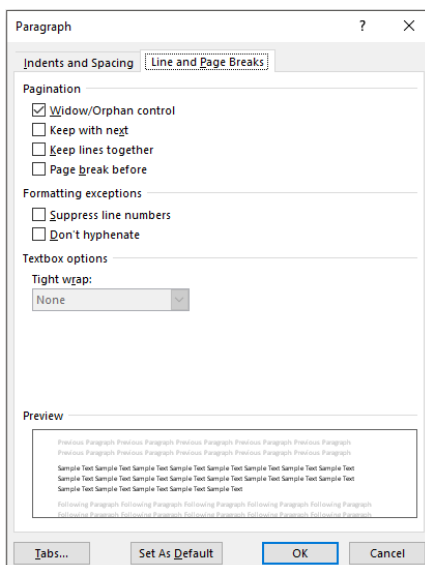 Paragraph ? ×
Indents and Spacing Line and Page Breaks
Pagination
Widow/Orphan control
Keep with next
Keep lines together
Page break before
Formatting exceptions
Suppress line numbers
Don't hyphenate
Textbox options
Tight wrap:
None
Preview
Previous Paragraph Previous Paragraph Previous Paragraph Previous Paragraph Previous Paragraph
Previous Paragraph Previous Paragraph Previous Paragraph Previous Paragraph Previous Paragraph
Sample Text Sample Text Sample Text Sample Text Sample Text Sample Text Sample Text Sample Text
Sample Text Sample Text Sample Text Sample Text Sample Text Sample Text Sample Text Sample Text
Sample Text Sample Text Sample Text Sample Text Sample Text
Following Paragraph Following Paragraph Following Paragraph Following Paragraph Following Paragraph
Following Paragraph Following Paragraph Following Paragraph Following Paragraph Following Paragraph
Tabs... Set As Default OK Cancel